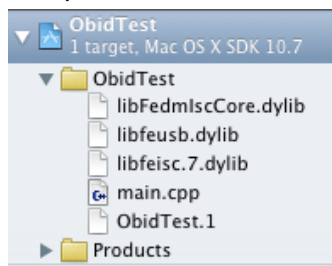 ObidTest
1 target, Mac OS X SDK 10.7
ObidTest
libFedmIscCore.dylib
libfeusb.dylib
libfeisc.7.dylib
main.cpp
ObidTest.1
Products